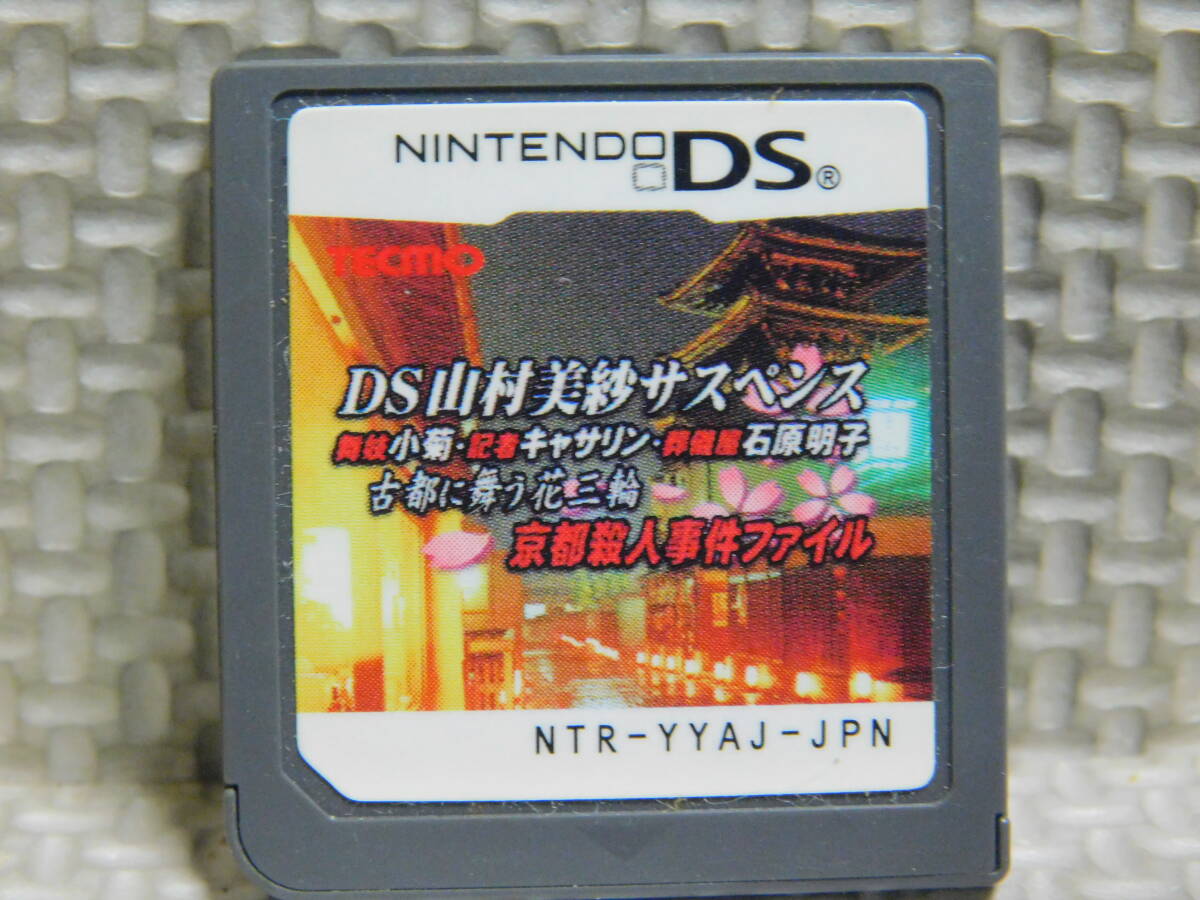 NINTENDO DS®
TECMO
DS山村美紗サスペンス
舞妓小菊・記者キャサリン・葬儀屋石原明子
古都に舞う花三輪
京都殺人事件ファイル
NTR-YYAJ-JPN